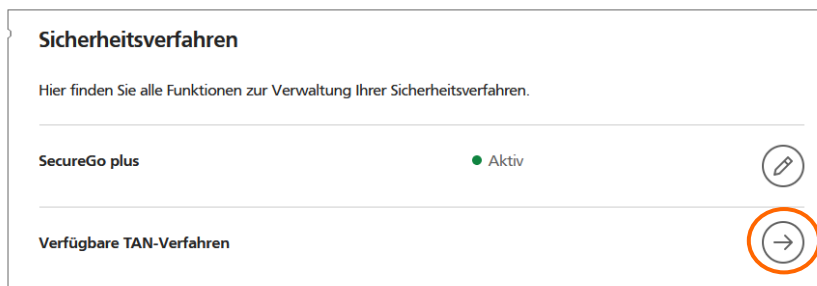 Sicherheitsverfahren
Hier finden Sie alle Funktionen zur Verwaltung Ihrer Sicherheitsverfahren.
SecureGo plus Aktiv
Verfügbare TAN-Verfahren